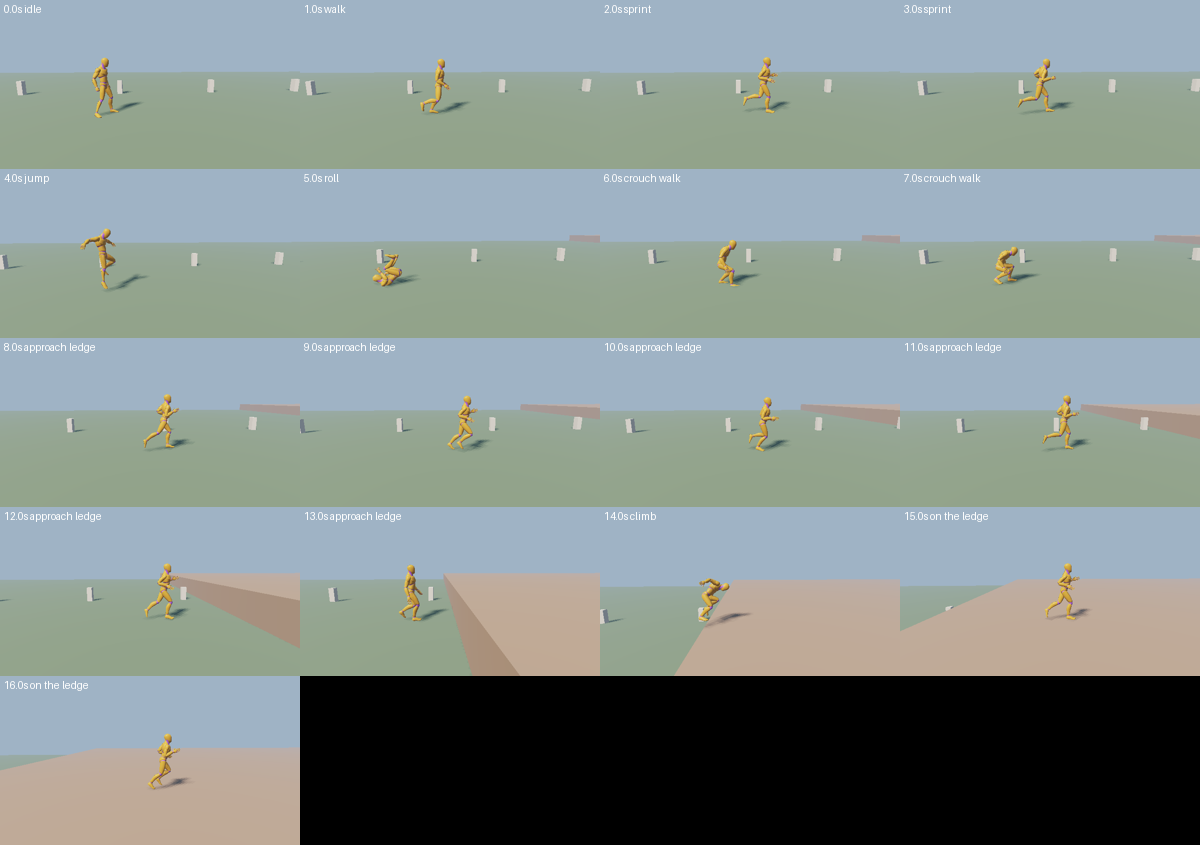 0.0s idle
1.0s walk
2.0s sprint
3.0s sprint
4.0s jump
5.0s roll
6.0s crouch walk
7.0s crouch walk
8.0s approach ledge
9.0s approach ledge
10.0s approach ledge
11.0s approach ledge
12.0s approach ledge
13.0s approach ledge
14.0s climb
15.0s on the ledge
16.0s on the ledge